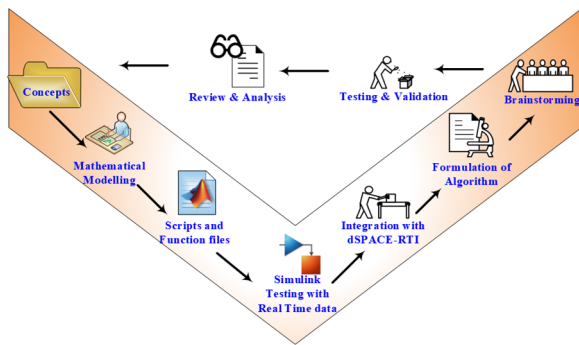 Concepts
Mathematical
Modelling
Scripts and
Function files
Simulink
Testing with
Real Time data
Integration with
dSPACE-RTI
Formulation of
Algorithm
Brainstorming
Testing & Validation
Review & Analysis